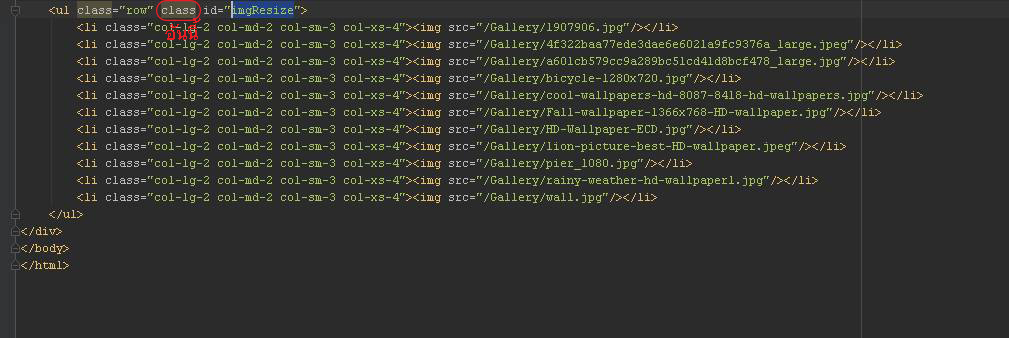 <ul class="row" class id="imgResize">
อันนี้
<li class="col-lg-2 col-md-2 col-sm-3 col-xs-4"><img src="/Gallery/1907906.jpg"/></li>
<li class="col-lg-2 col-md-2 col-sm-3 col-xs-4"><img src="/Gallery/4f322baa77ede3dae6e6021a9fc9376a_large.jpeg"/></li>
<li class="col-lg-2 col-md-2 col-sm-3 col-xs-4"><img src="/Gallery/a601cb579cc9a289bc51cd41d8bcf478_large.jpg"/></li>
<li class="col-lg-2 col-md-2 col-sm-3 col-xs-4"><img src="/Gallery/bicycle-1280x720.jpg"/></li>
<li class="col-lg-2 col-md-2 col-sm-3 col-xs-4"><img src="/Gallery/cool-wallpapers-hd-8087-8418-hd-wallpapers.jpg"/></li>
<li class="col-lg-2 col-md-2 col-sm-3 col-xs-4"><img src="/Gallery/Fall-wallpaper-1366x768-HD-wallpaper.jpg"/></li>
<li class="col-lg-2 col-md-2 col-sm-3 col-xs-4"><img src="/Gallery/HD-Wallpaper-ECD.jpg"/></li>
<li class="col-lg-2 col-md-2 col-sm-3 col-xs-4"><img src="/Gallery/lion-picture-best-HD-wallpaper.jpeg"/></li>
<li class="col-lg-2 col-md-2 col-sm-3 col-xs-4"><img src="/Gallery/pier_1080.jpg"/></li>
<li class="col-lg-2 col-md-2 col-sm-3 col-xs-4"><img src="/Gallery/rainy-weather-hd-wallpaper1.jpg"/></li>
<li class="col-lg-2 col-md-2 col-sm-3 col-xs-4"><img src="/Gallery/wall.jpg"/></li>
</ul>
</div>
</body>
</html>